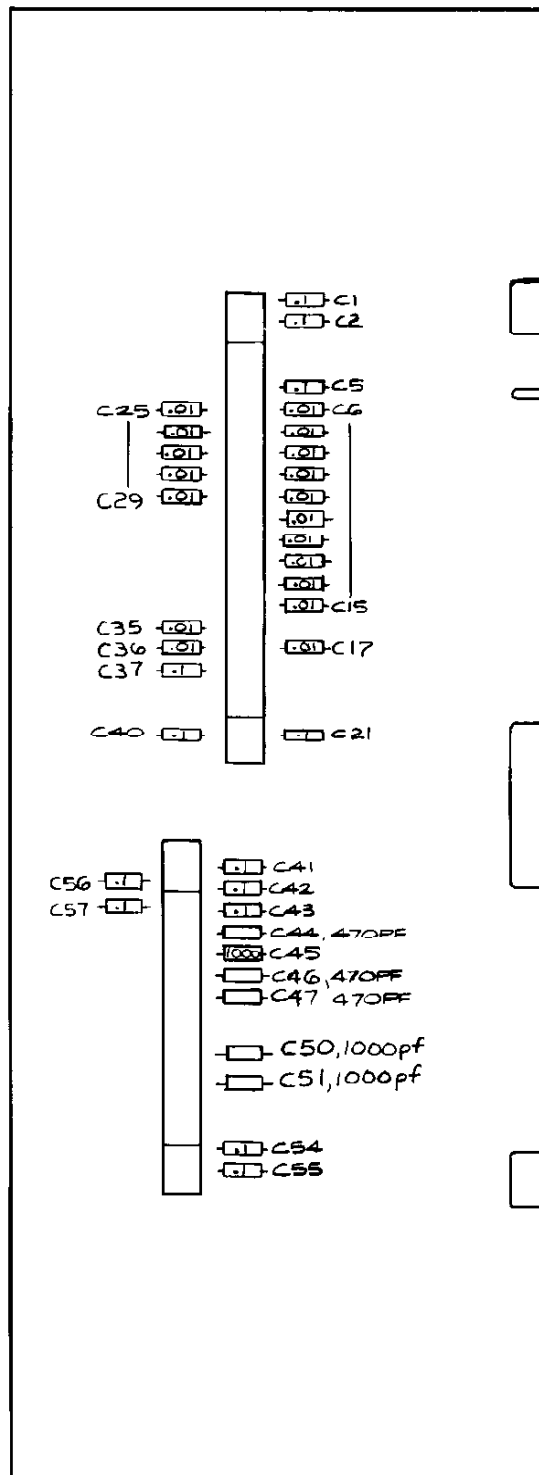 .1 C1
.1 C2
.1 C5
C25 .01 .01 C6
.01 .01
.01 .01
.01 .01
C29 .01 .01
.01
.01
.01
.01
.01 C15
C35 .01
C36 .01 .01 C17
C37 .1
C40 .1 .1 C21
.1 C41
C56 .1
.1 C42
C57 .1
.1 C43
C44, 470PF
1000 C45
C46, 470PF
C47 470PF
C50, 1000pf
C51, 1000pf
.1 C54
.1 C55